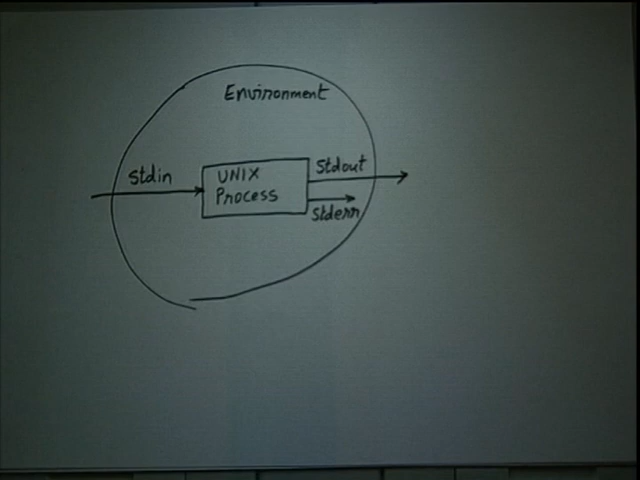 Environment
Stdin
UNIX
Process
Stdout
Stderr